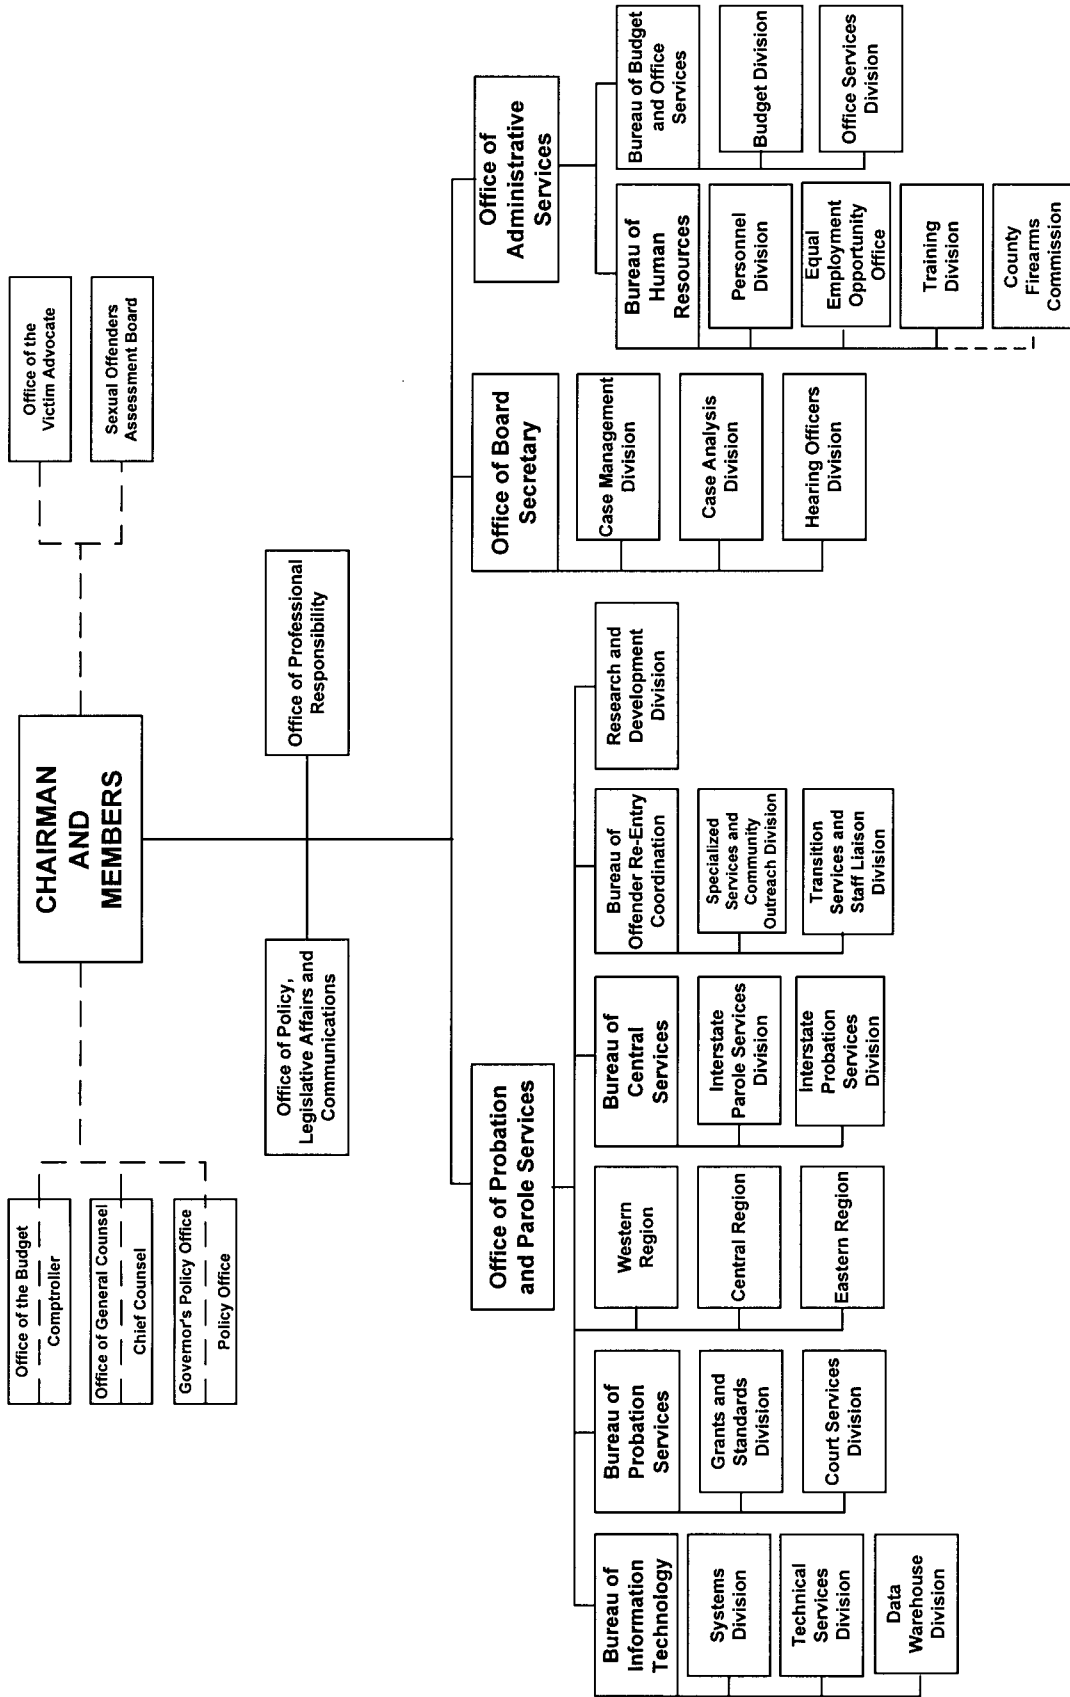 CHAIRMAN
AND
MEMBERS
Office of the Budget
Comptroller
Office of General Counsel
Chief Counsel
Governor's Policy Office
Policy Office
Office of the
Victim Advocate
Sexual Offenders
Assessment Board
Office of Policy,
Legislative Affairs and
Communications
Office of Professional
Responsibility
Office of Probation
and Parole Services
Bureau of
Information
Technology
Systems
Division
Technical
Services
Division
Data
Warehouse
Division
Bureau of
Probation
Services
Grants and
Standards
Division
Court Services
Division
Western
Region
Central Region
Eastern Region
Bureau of
Central
Services
Interstate
Parole Services
Division
Interstate
Probation
Services
Division
Bureau of
Offender Re-Entry
Coordination
Specialized
Services and
Community
Outreach Division
Transition
Services and
Staff Liaison
Division
Research and
Development
Division
Office of Board
Secretary
Case Management
Division
Case Analysis
Division
Hearing Officers
Division
Office of
Administrative
Services
Bureau of
Human
Resources
Personnel
Division
Equal
Employment
Opportunity
Office
Training
Division
County
Firearms
Commission
Bureau of Budget
and Office
Services
Budget Division
Office Services
Division